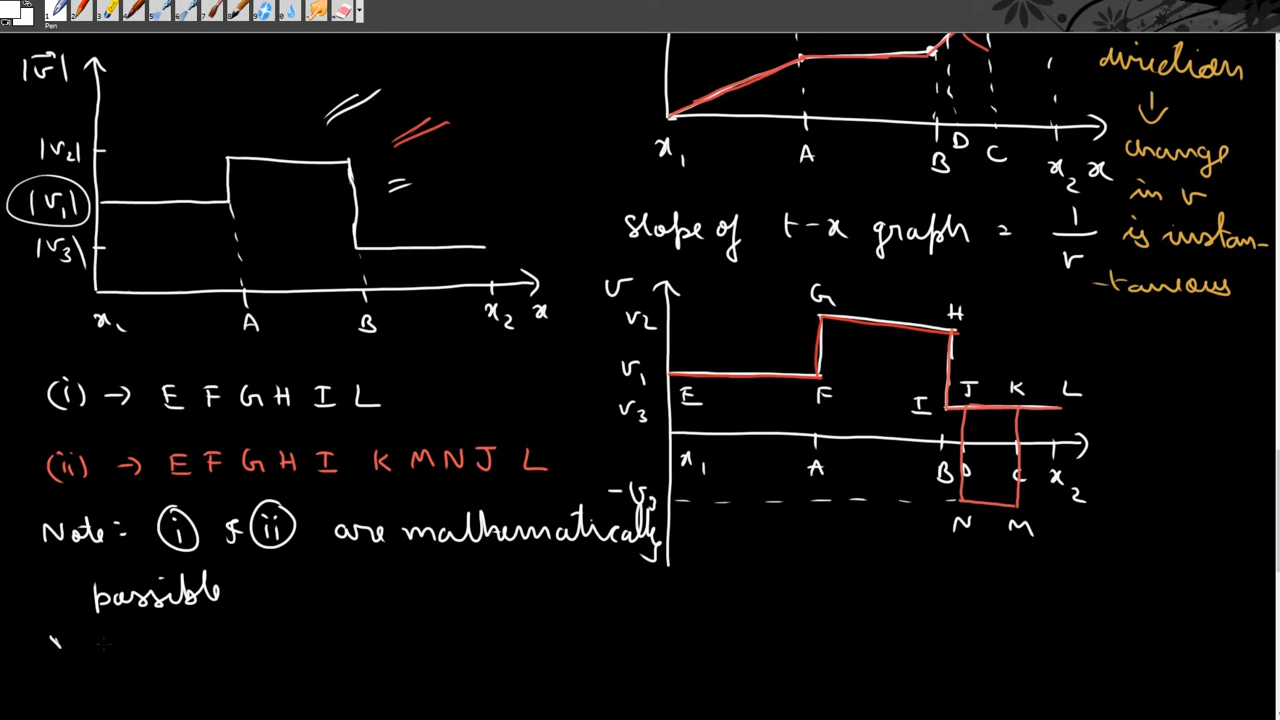 |v⃗|
|v₂|
|v₁|
|v₃|
x₁ A B x₂ x
(i) → E F G H I L
(ii) → E F G H I K M N J L
Note: (i) & (ii) are mathematically
possible
x₁ A B D C x₂ x
slope of t-x graph = 1/v
direction
↓
change
in v
is instan-
-taneous
v
v₂ G H
v₁ E F
v₃ I J K L
x₁ A B D C x₂
N M
Pen